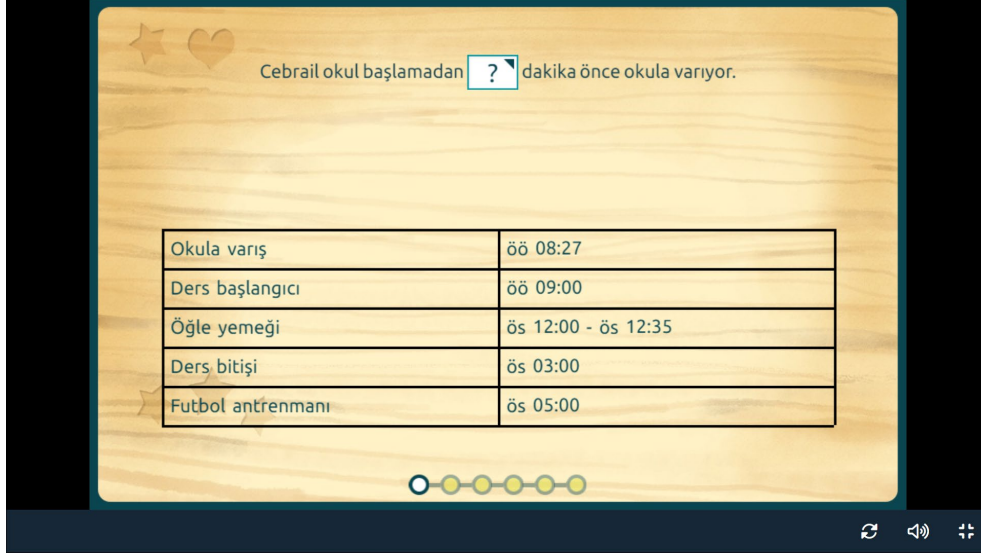 Cebrail okul başlamadan ? dakika önce okula varıyor.
Okula varış öö 08:27
Ders başlangıcı öö 09:00
Öğle yemeği ös 12:00 - ös 12:35
Ders bitişi ös 03:00
Futbol antrenmanı ös 05:00